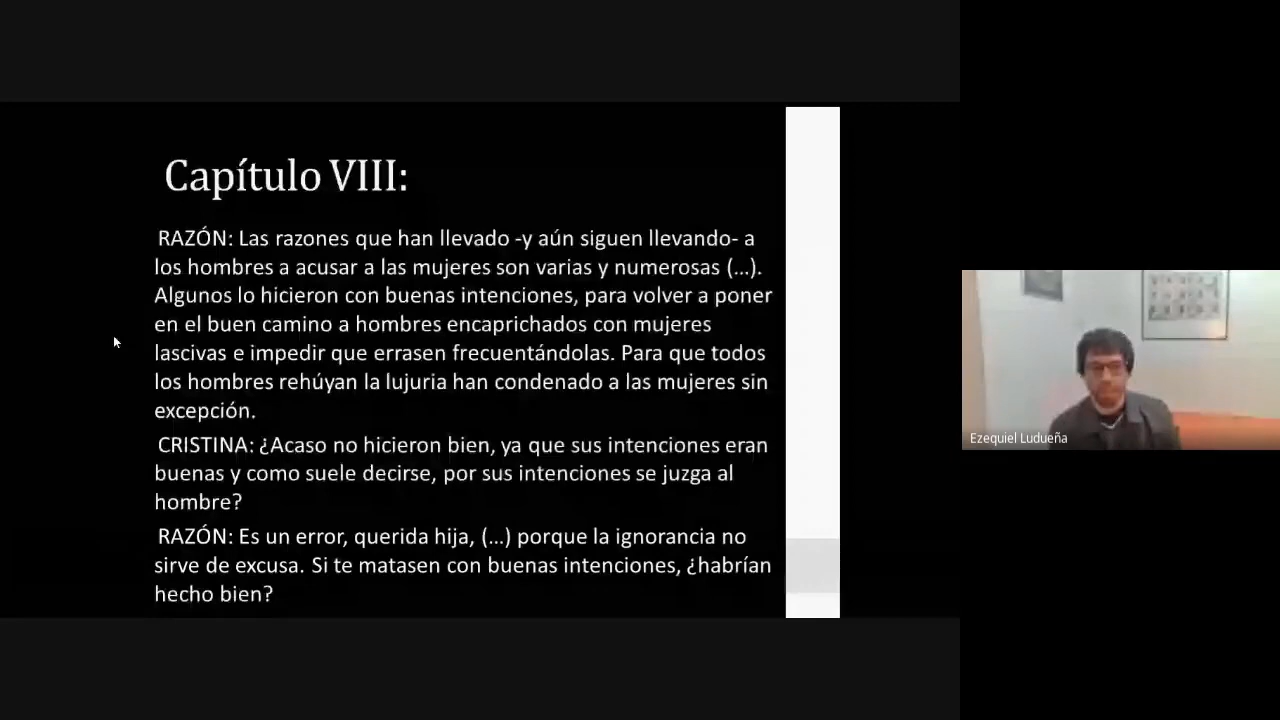 Capítulo VIII:
RAZÓN: Las razones que han llevado -y aún siguen llevando- a
los hombres a acusar a las mujeres son varias y numerosas (...).
Algunos lo hicieron con buenas intenciones, para volver a poner
en el buen camino a hombres encaprichados con mujeres
lascivas e impedir que errasen frecuentándolas. Para que todos
los hombres rehúyan la lujuria han condenado a las mujeres sin
excepción.
CRISTINA: ¿Acaso no hicieron bien, ya que sus intenciones eran
buenas y como suele decirse, por sus intenciones se juzga al
hombre?
RAZÓN: Es un error, querida hija, (...) porque la ignorancia no
sirve de excusa. Si te matasen con buenas intenciones, ¿habrían
hecho bien?
Ezequiel Ludueña